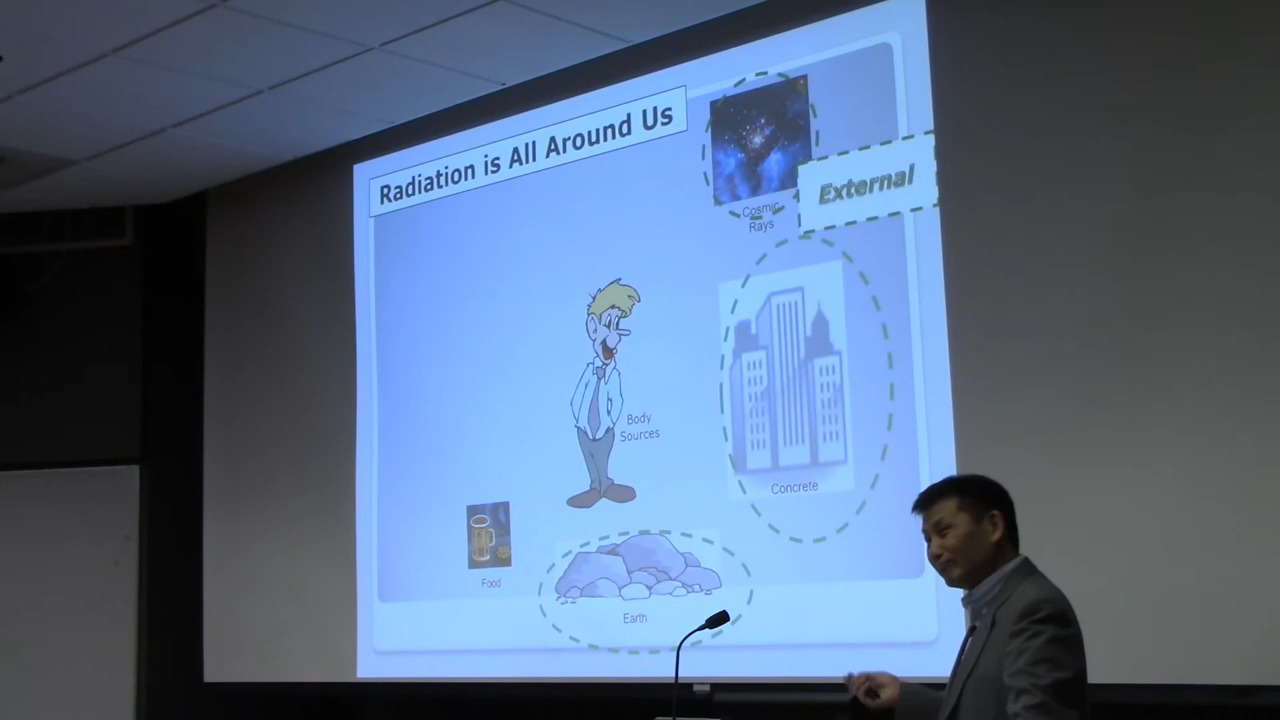 Radiation is All Around Us
Cosmic
Rays
External
Body
Sources
Concrete
Food
Earth